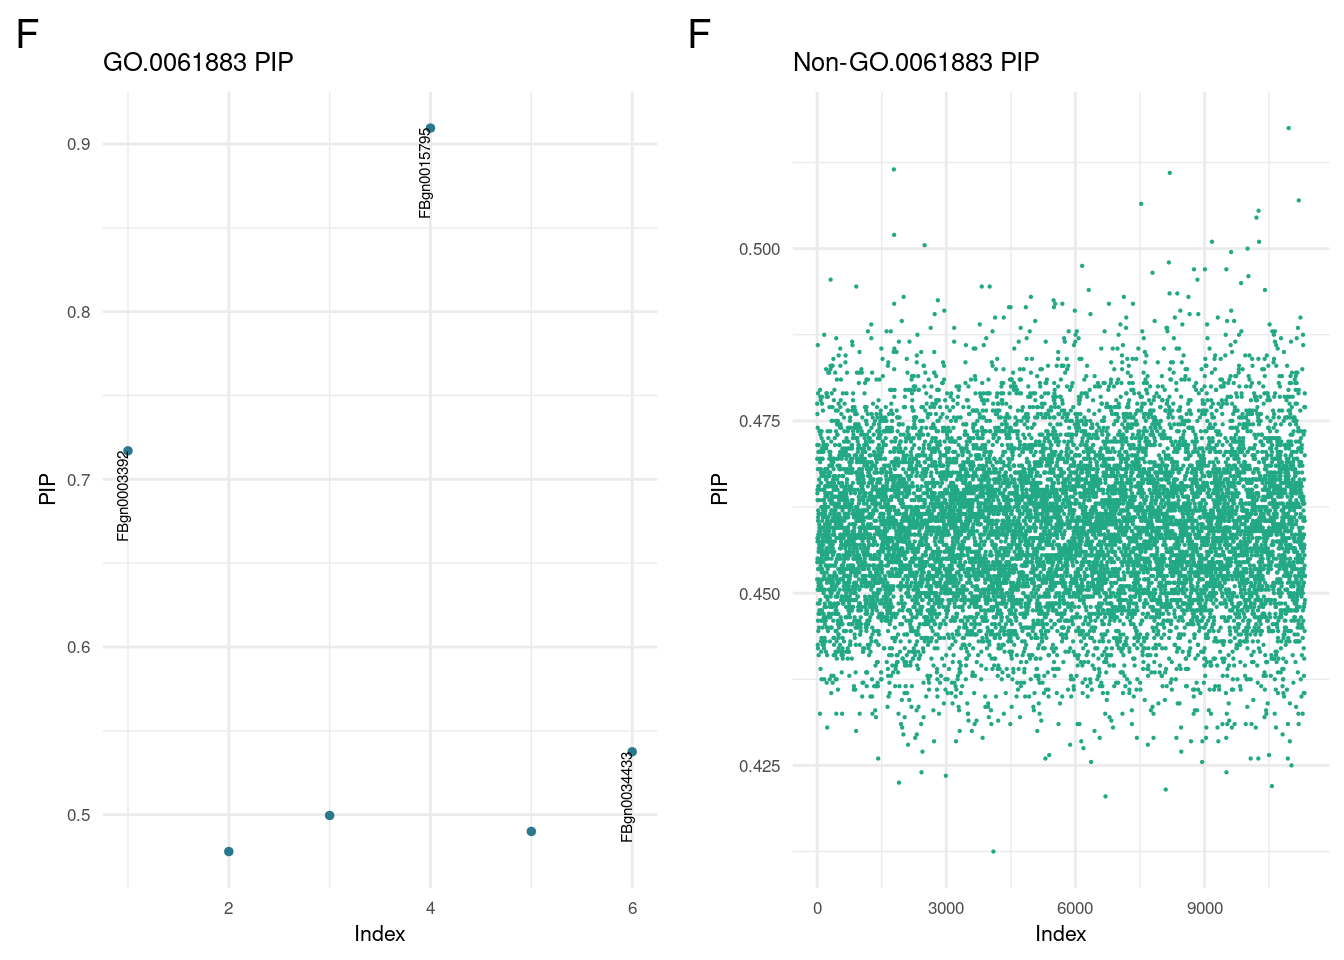 F
GO.0061883 PIP
PIP
0.9
0.8
0.7
0.6
0.5
FBgn0015795
FBgn0003392
FBgn0034433
2
4
6
Index
F
Non-GO.0061883 PIP
PIP
0.500
0.475
0.450
0.425
0
3000
6000
9000
Index